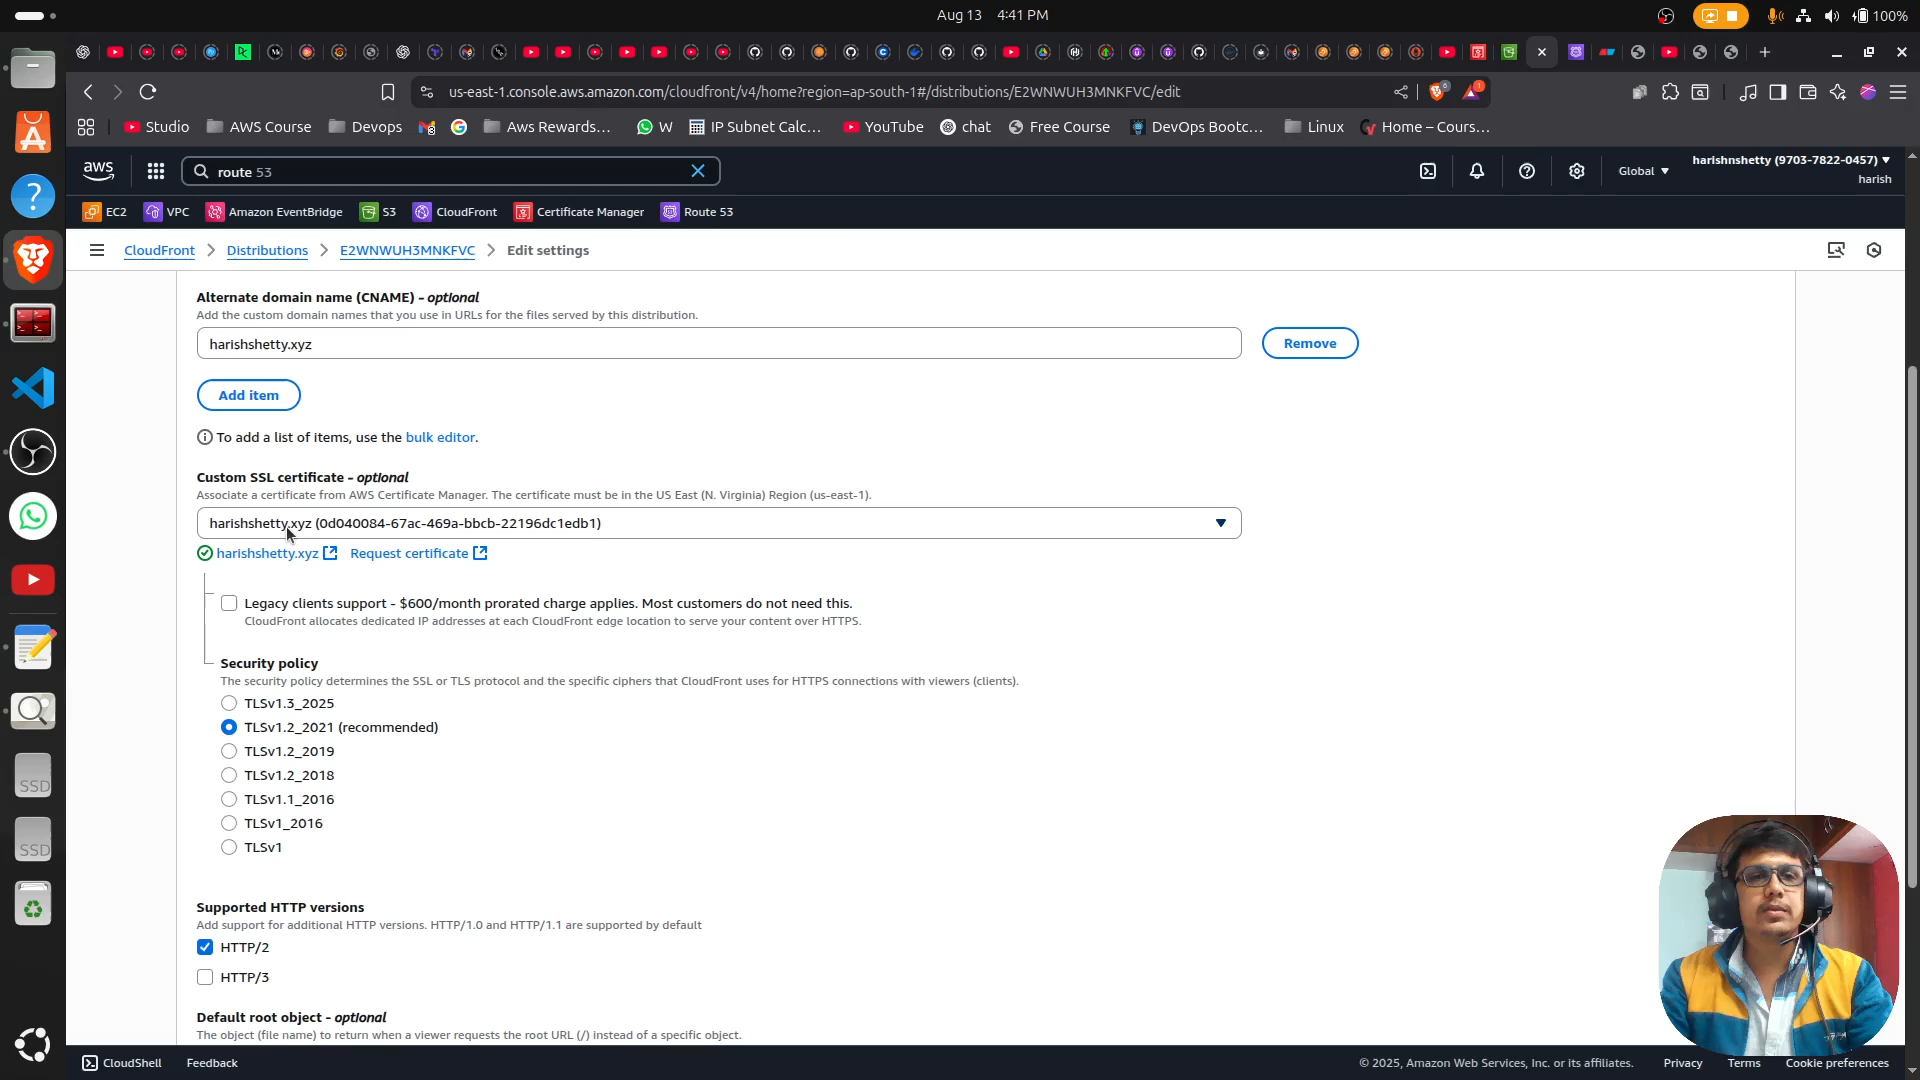 Aug 13 4:41 PM
100%
us-east-1.console.aws.amazon.com/cloudfront/v4/home?region=ap-south-1#/distributions/E2WNWUH3MNKFVC/edit
Studio
AWS Course
Devops
Aws Rewards...
W
IP Subnet Calc...
YouTube
chat
Free Course
DevOps Bootc...
Linux
Home – Cours...
aws
route 53
Global
harishnshetty (9703-7822-0457)
harish
EC2
VPC
Amazon EventBridge
S3
CloudFront
Certificate Manager
Route 53
CloudFront
Distributions
E2WNWUH3MNKFVC
Edit settings
Alternate domain name (CNAME) - optional
Add the custom domain names that you use in URLs for the files served by this distribution.
harishshetty.xyz
Remove
Add item
To add a list of items, use the bulk editor.
Custom SSL certificate - optional
Associate a certificate from AWS Certificate Manager. The certificate must be in the US East (N. Virginia) Region (us-east-1).
harishshetty.xyz (0d040084-67ac-469a-bbcb-22196dc1edb1)
harishshetty.xyz
Request certificate
Legacy clients support - $600/month prorated charge applies. Most customers do not need this.
CloudFront allocates dedicated IP addresses at each CloudFront edge location to serve your content over HTTPS.
Security policy
The security policy determines the SSL or TLS protocol and the specific ciphers that CloudFront uses for HTTPS connections with viewers (clients).
TLSv1.3_2025
TLSv1.2_2021 (recommended)
TLSv1.2_2019
TLSv1.2_2018
TLSv1.1_2016
TLSv1_2016
TLSv1
Supported HTTP versions
Add support for additional HTTP versions. HTTP/1.0 and HTTP/1.1 are supported by default
HTTP/2
HTTP/3
Default root object - optional
The object (file name) to return when a viewer requests the root URL (/) instead of a specific object.
SSD
SSD
CloudShell
Feedback
© 2025, Amazon Web Services, Inc. or its affiliates.
Privacy
Terms
Cookie preferences